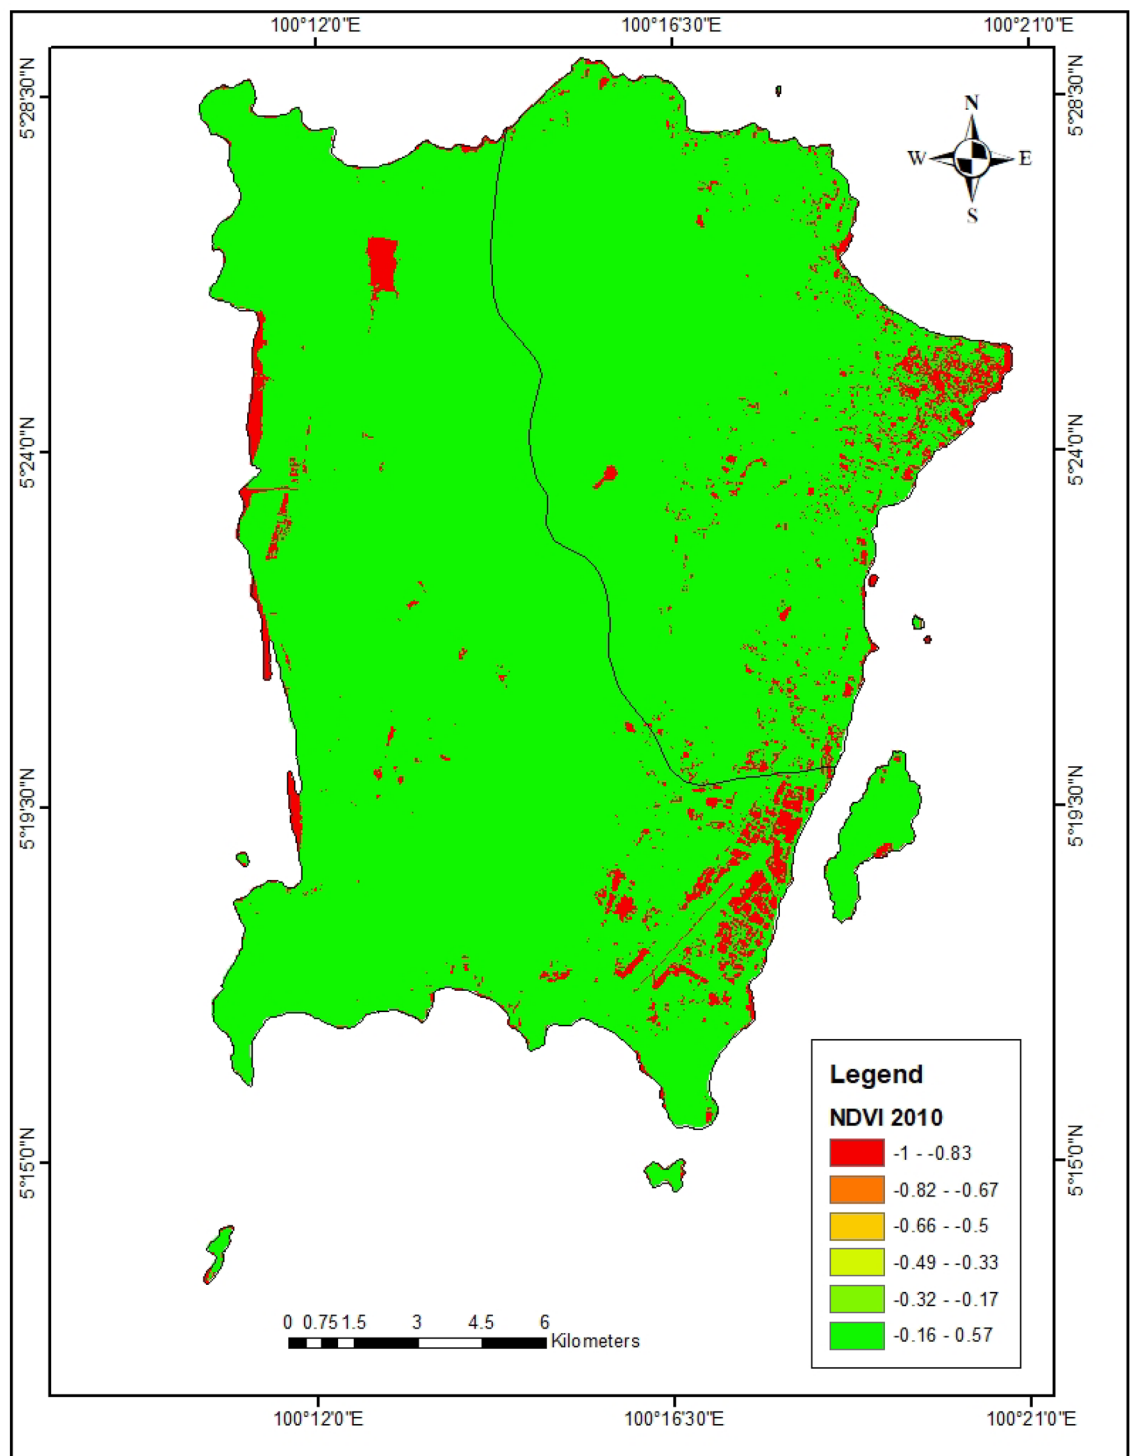 100°12'0"E 100°16'30"E 100°21'0"E
5°28'30"N 5°28'30"N
N
W E
S
5°24'0"N 5°24'0"N
5°19'30"N 5°19'30"N
Legend
NDVI 2010
-1 - -0.83
5°15'0"N 5°15'0"N
-0.82 - -0.67
-0.66 - -0.5
-0.49 - -0.33
-0.32 - -0.17
-0.16 - 0.57
0 0.75 1.5 3 4.5 6
Kilometers
100°12'0"E 100°16'30"E 100°21'0"E